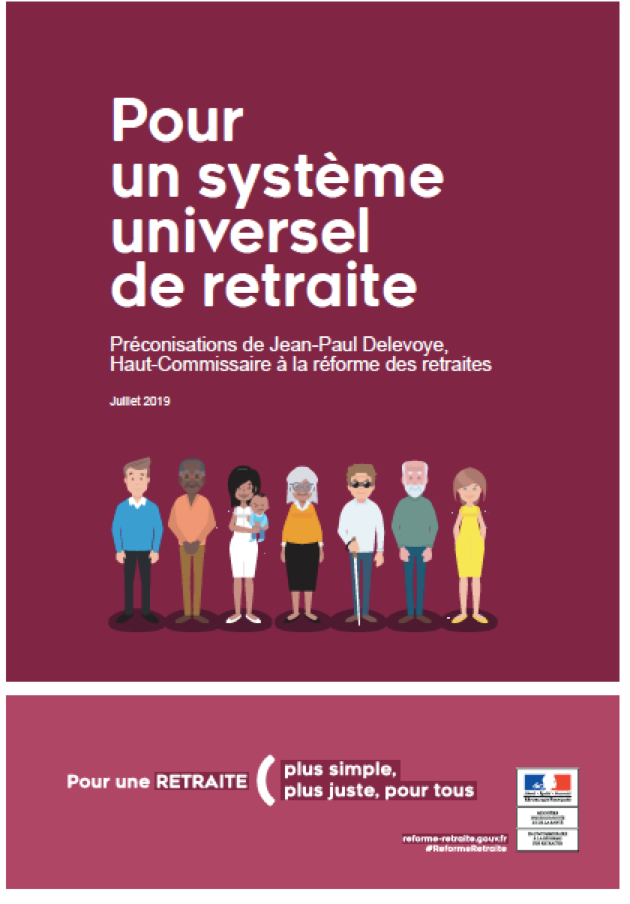 Pour
un système
universel
de retraite
Préconisations de Jean-Paul Delevoye,
Haut-Commissaire à la réforme des retraites
Juillet 2019
Pour une RETRAITE
plus simple,
plus juste, pour tous
reforme-retraite.gouv.fr
#ReformeRetraite